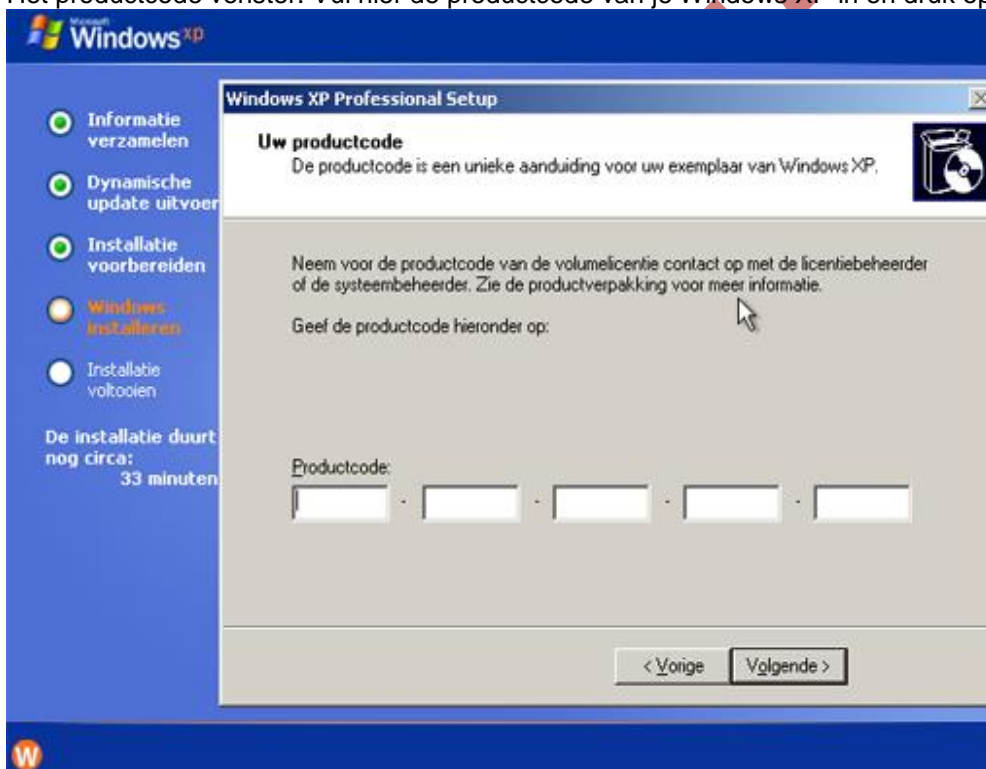 Het productcode venster. Vul hier de productcode van je Windows XP in en druk op
Microsoft
Windows xp
Windows XP Professional Setup
Uw productcode
De productcode is een unieke aanduiding voor uw exemplaar van Windows XP.
Informatie
verzamelen
Dynamische
update uitvoer
Installatie
voorbereiden
Windows
installeren
Installatie
voltooien
De installatie duurt
nog circa:
33 minuten
Neem voor de productcode van de volumelicentie contact op met de licentiebeheerder
of de systeembeheerder. Zie de productverpakking voor meer informatie.
Geef de productcode hieronder op:
Productcode:
- - - -
< Vorige
Volgende >
W